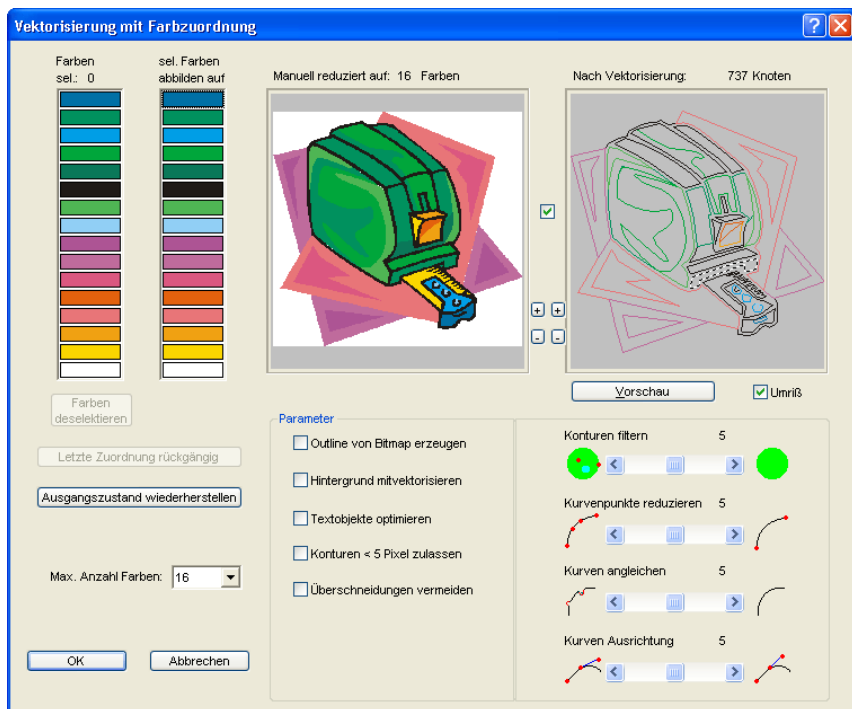 Vektorisierung mit Farbzuordnung
Farben
sel.: 0
sel. Farben
abbilden auf
Manuell reduziert auf: 16 Farben
Nach Vektorisierung: 737 Knoten
+ +
- -
Vorschau
Umriß
Farben
deselektieren
Letzte Zuordnung rückgängig
Ausgangszustand wiederherstellen
Max. Anzahl Farben: 16
OK
Abbrechen
Parameter
Outline von Bitmap erzeugen
Hintergrund mitvektorisieren
Textobjekte optimieren
Konturen < 5 Pixel zulassen
Überschneidungen vermeiden
Konturen filtern 5
Kurvenpunkte reduzieren 5
Kurven angleichen 5
Kurven Ausrichtung 5